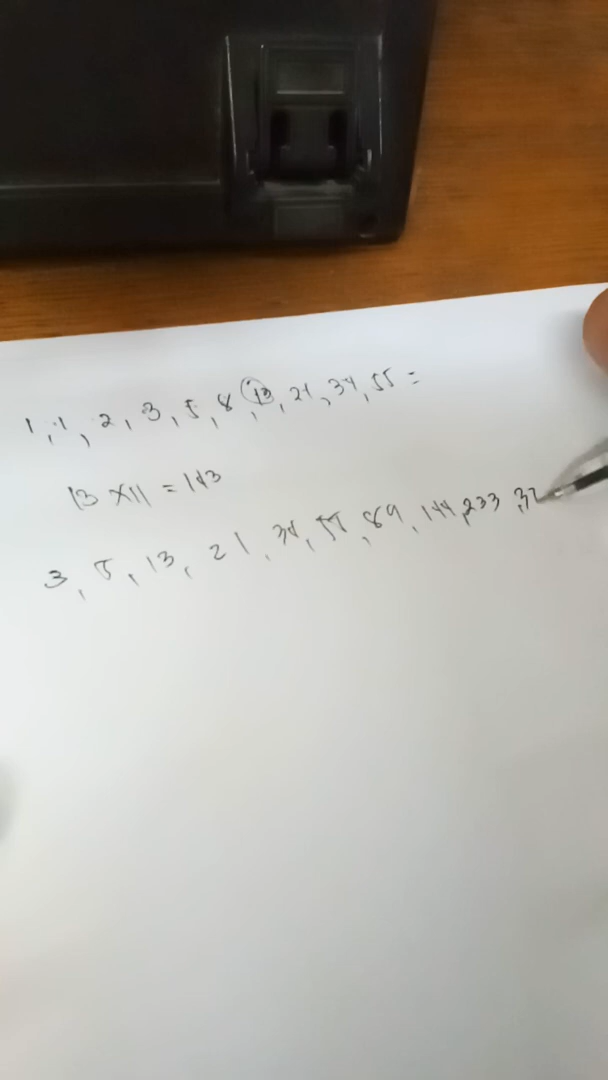 1, 1, 2, 3, 5, 8, 13, 21, 34, 55 =
13 X 11 = 143
3, 5, 13, 21, 34, 55, 89, 144, 233, 37